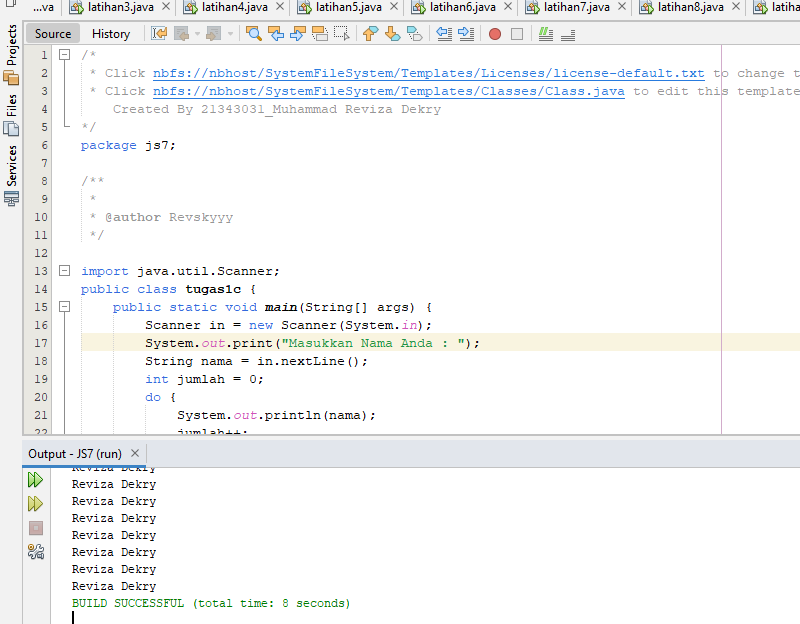 ...va latihan3.java latihan4.java latihan5.java latihan6.java latihan7.java latihan8.java latiha
Projects
Files
Services
Source History
1 /*
2 * Click nbfs://nbhost/SystemFileSystem/Templates/Licenses/license-default.txt to change t
3 * Click nbfs://nbhost/SystemFileSystem/Templates/Classes/Class.java to edit this template
4 Created By 21343031_Muhammad Reviza Dekry
5 */
6 package js7;
7
8 /**
9 *
10 * @author Revskyyy
11 */
12
13 import java.util.Scanner;
14 public class tugas1c {
15 public static void main(String[] args) {
16 Scanner in = new Scanner(System.in);
17 System.out.print("Masukkan Nama Anda : ");
18 String nama = in.nextLine();
19 int jumlah = 0;
20 do {
21 System.out.println(nama);
22 jumlah++;
Output - JS7 (run)
Reviza Dekry
Reviza Dekry
Reviza Dekry
Reviza Dekry
Reviza Dekry
Reviza Dekry
Reviza Dekry
Reviza Dekry
BUILD SUCCESSFUL (total time: 8 seconds)